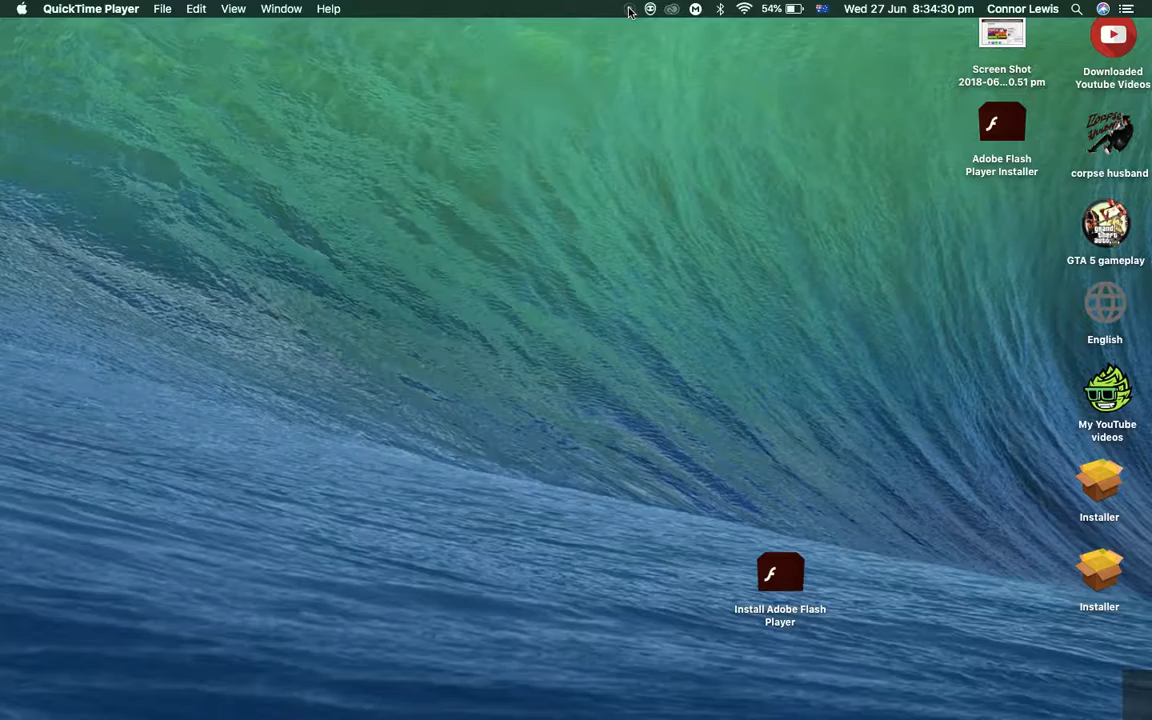 QuickTime Player File Edit View Window Help 54% Wed 27 Jun 8:34:30 pm Connor Lewis
Screen Shot
2018-06...0.51 pm
Downloaded
Youtube Videos
Adobe Flash
Player Installer
corpse husband
GTA 5 gameplay
English
My YouTube
videos
Installer
Installer
Install Adobe Flash
Player